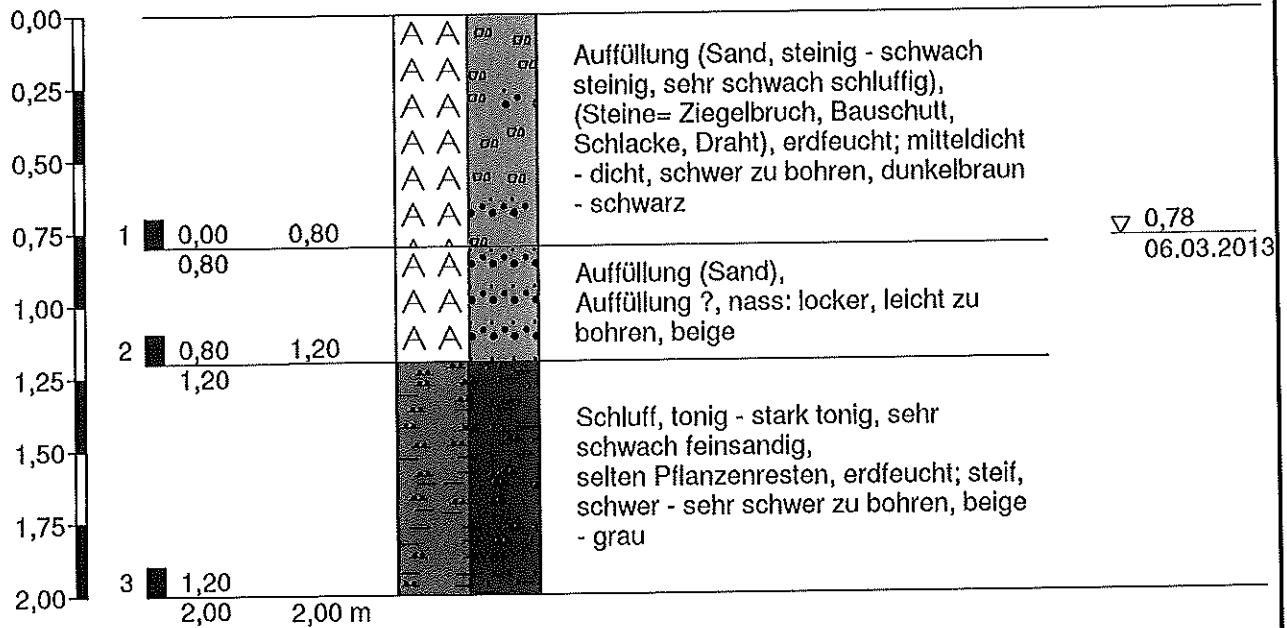 0,00
0,25
0,50
0,75
1,00
1,25
1,50
1,75
2,00
Auffüllung (Sand, steinig - schwach
steinig, sehr schwach schluffig),
(Steine= Ziegelbruch, Bauschutt,
Schlacke, Draht), erdfeucht; mitteldicht
- dicht, schwer zu bohren, dunkelbraun
- schwarz
1 0,00 0,80
0,80
0,78
06.03.2013
Auffüllung (Sand),
Auffüllung ?, nass: locker, leicht zu
bohren, beige
2 0,80 1,20
1,20
Schluff, tonig - stark tonig, sehr
schwach feinsandig,
selten Pflanzenresten, erdfeucht; steif,
schwer - sehr schwer zu bohren, beige
- grau
3 1,20
2,00 2,00 m